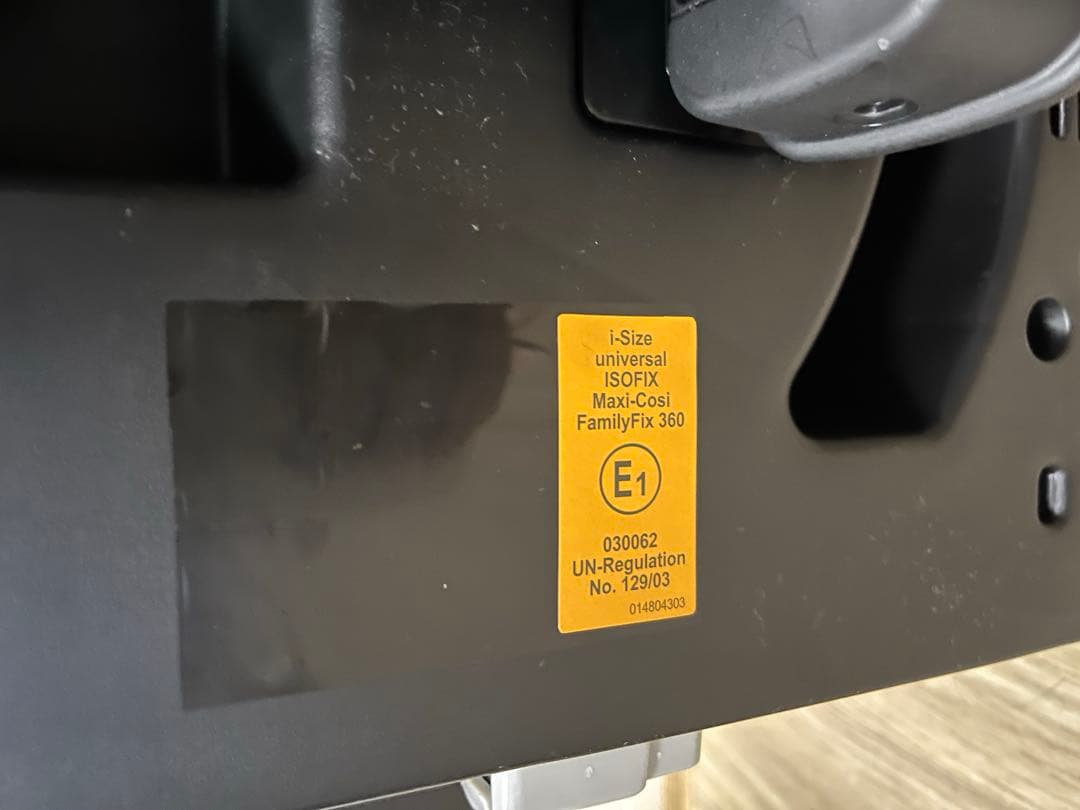 i-Size
universal
ISOFIX
Maxi-Cosi
FamilyFix 360
E1
030062
UN-Regulation
No. 129/03
014804303